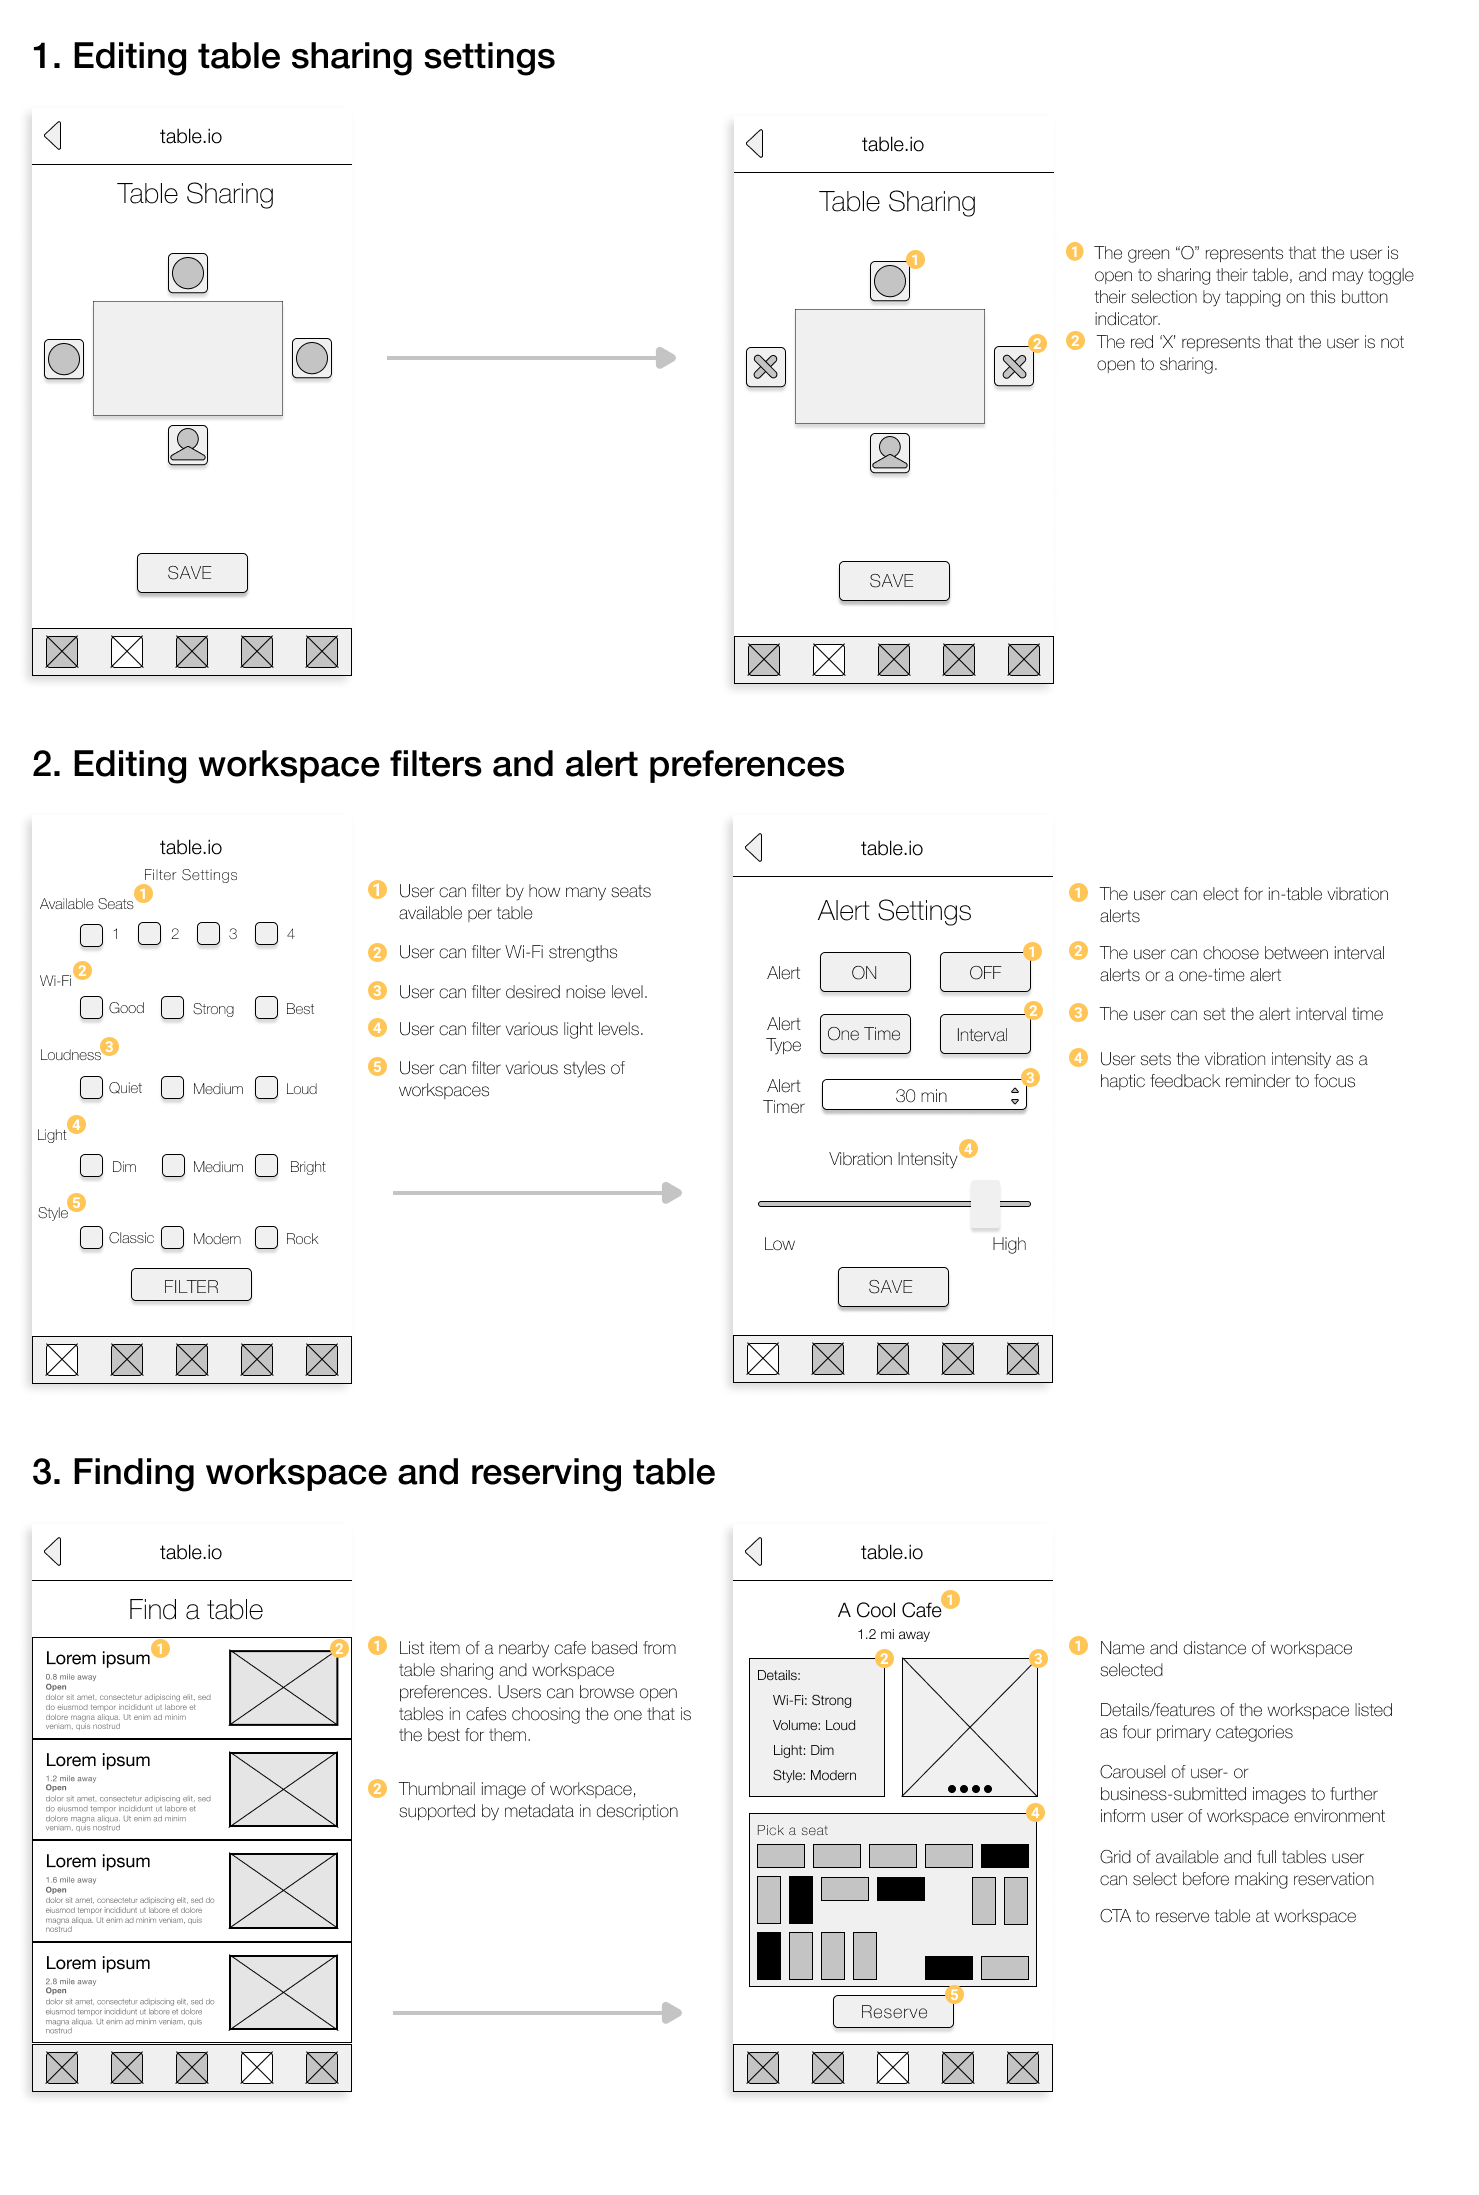 1. Editing table sharing settings
table.io
Table Sharing
SAVE
table.io
Table Sharing
1
2
SAVE
1 The green “O” represents that the user is
open to sharing their table, and may toggle
their selection by tapping on this button
indicator.
2 The red ‘X’ represents that the user is not
open to sharing.
2. Editing workspace filters and alert preferences
table.io
Filter Settings
Available Seats 1
1 2 3 4
Wi-Fi 2
Good Strong Best
Loudness 3
Quiet Medium Loud
Light 4
Dim Medium Bright
Style 5
Classic Modern Rock
FILTER
1 User can filter by how many seats
available per table
2 User can filter Wi-Fi strengths
3 User can filter desired noise level.
4 User can filter various light levels.
5 User can filter various styles of
workspaces
table.io
Alert Settings
Alert ON OFF 1
Alert
Type
One Time Interval 2
Alert
Timer
30 min 3
Vibration Intensity 4
Low High
SAVE
1 The user can elect for in-table vibration
alerts
2 The user can choose between interval
alerts or a one-time alert
3 The user can set the alert interval time
4 User sets the vibration intensity as a
haptic feedback reminder to focus
3. Finding workspace and reserving table
table.io
Find a table
Lorem ipsum 1 2
0.8 mile away
Open
dolor sit amet, consectetur adipiscing elit, sed
do eiusmod tempor incididunt ut labore et
dolore magna aliqua. Ut enim ad minim
veniam, quis nostrud
Lorem ipsum
1.2 mile away
Open
dolor sit amet, consectetur adipiscing elit, sed
do eiusmod tempor incididunt ut labore et
dolore magna aliqua. Ut enim ad minim
veniam, quis nostrud
Lorem ipsum
1.6 mile away
Open
dolor sit amet, consectetur adipiscing elit, sed do
eiusmod tempor incididunt ut labore et dolore
magna aliqua. Ut enim ad minim veniam, quis
nostrud
Lorem ipsum
2.8 mile away
Open
dolor sit amet, consectetur adipiscing elit, sed do
eiusmod tempor incididunt ut labore et dolore
magna aliqua. Ut enim ad minim veniam, quis
nostrud
1 List item of a nearby cafe based from
table sharing and workspace
preferences. Users can browse open
tables in cafes choosing the one that is
the best for them.
2 Thumbnail image of workspace,
supported by metadata in description
table.io
A Cool Cafe 1
1.2 mi away
2 3
Details:
Wi-Fi: Strong
Volume: Loud
Light: Dim
Style: Modern
4
Pick a seat
5
Reserve
1 Name and distance of workspace
selected
Details/features of the workspace listed
as four primary categories
Carousel of user- or
business-submitted images to further
inform user of workspace environment
Grid of available and full tables user
can select before making reservation
CTA to reserve table at workspace